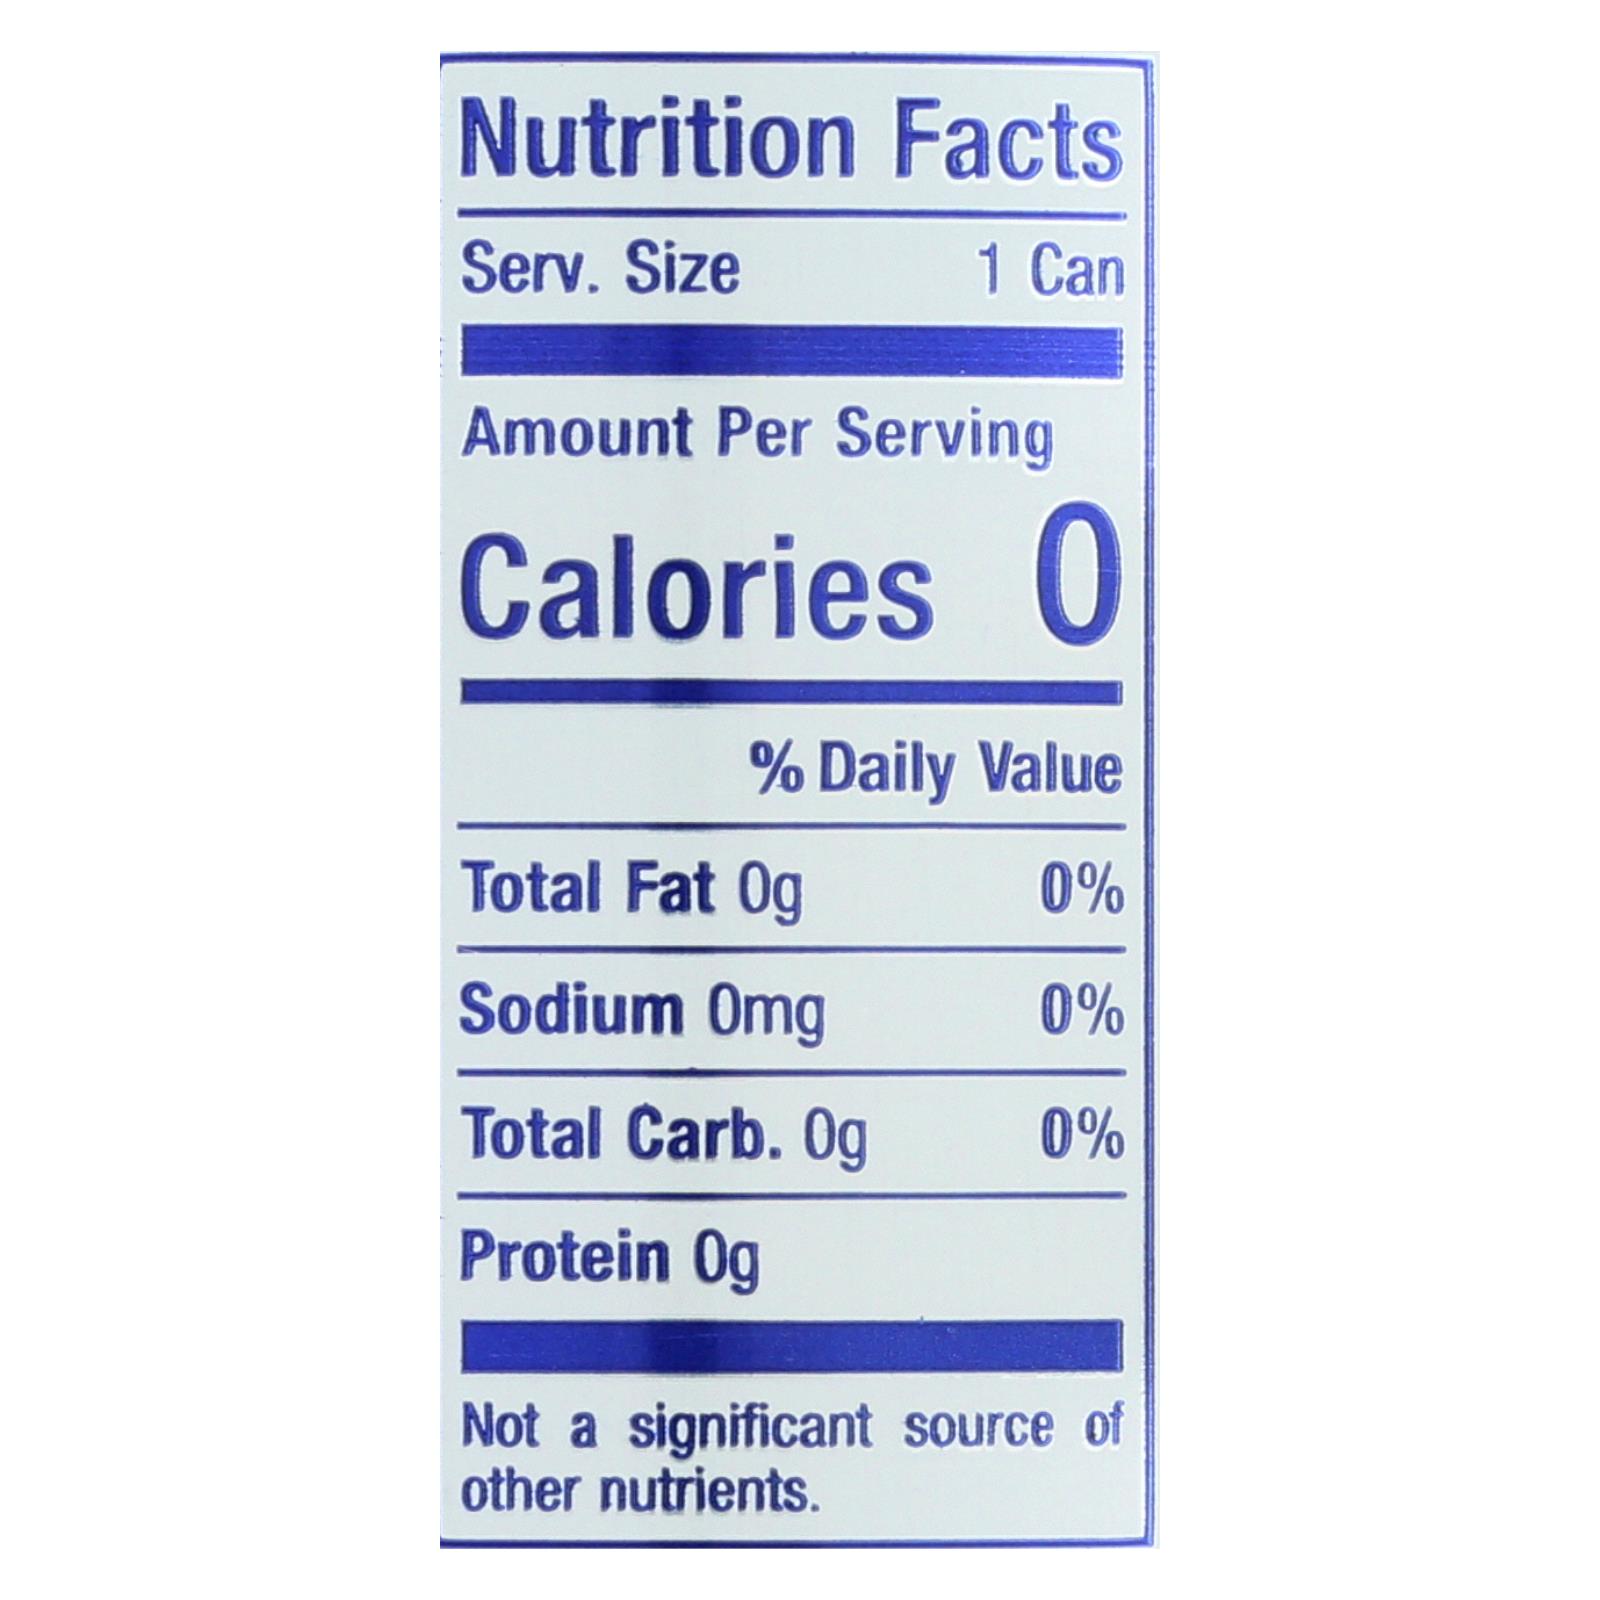 Nutrition Facts
Serv. Size 1 Can
Amount Per Serving
Calories 0
% Daily Value
Total Fat 0g 0%
Sodium 0mg 0%
Total Carb. 0g 0%
Protein 0g
Not a significant source of
other nutrients.